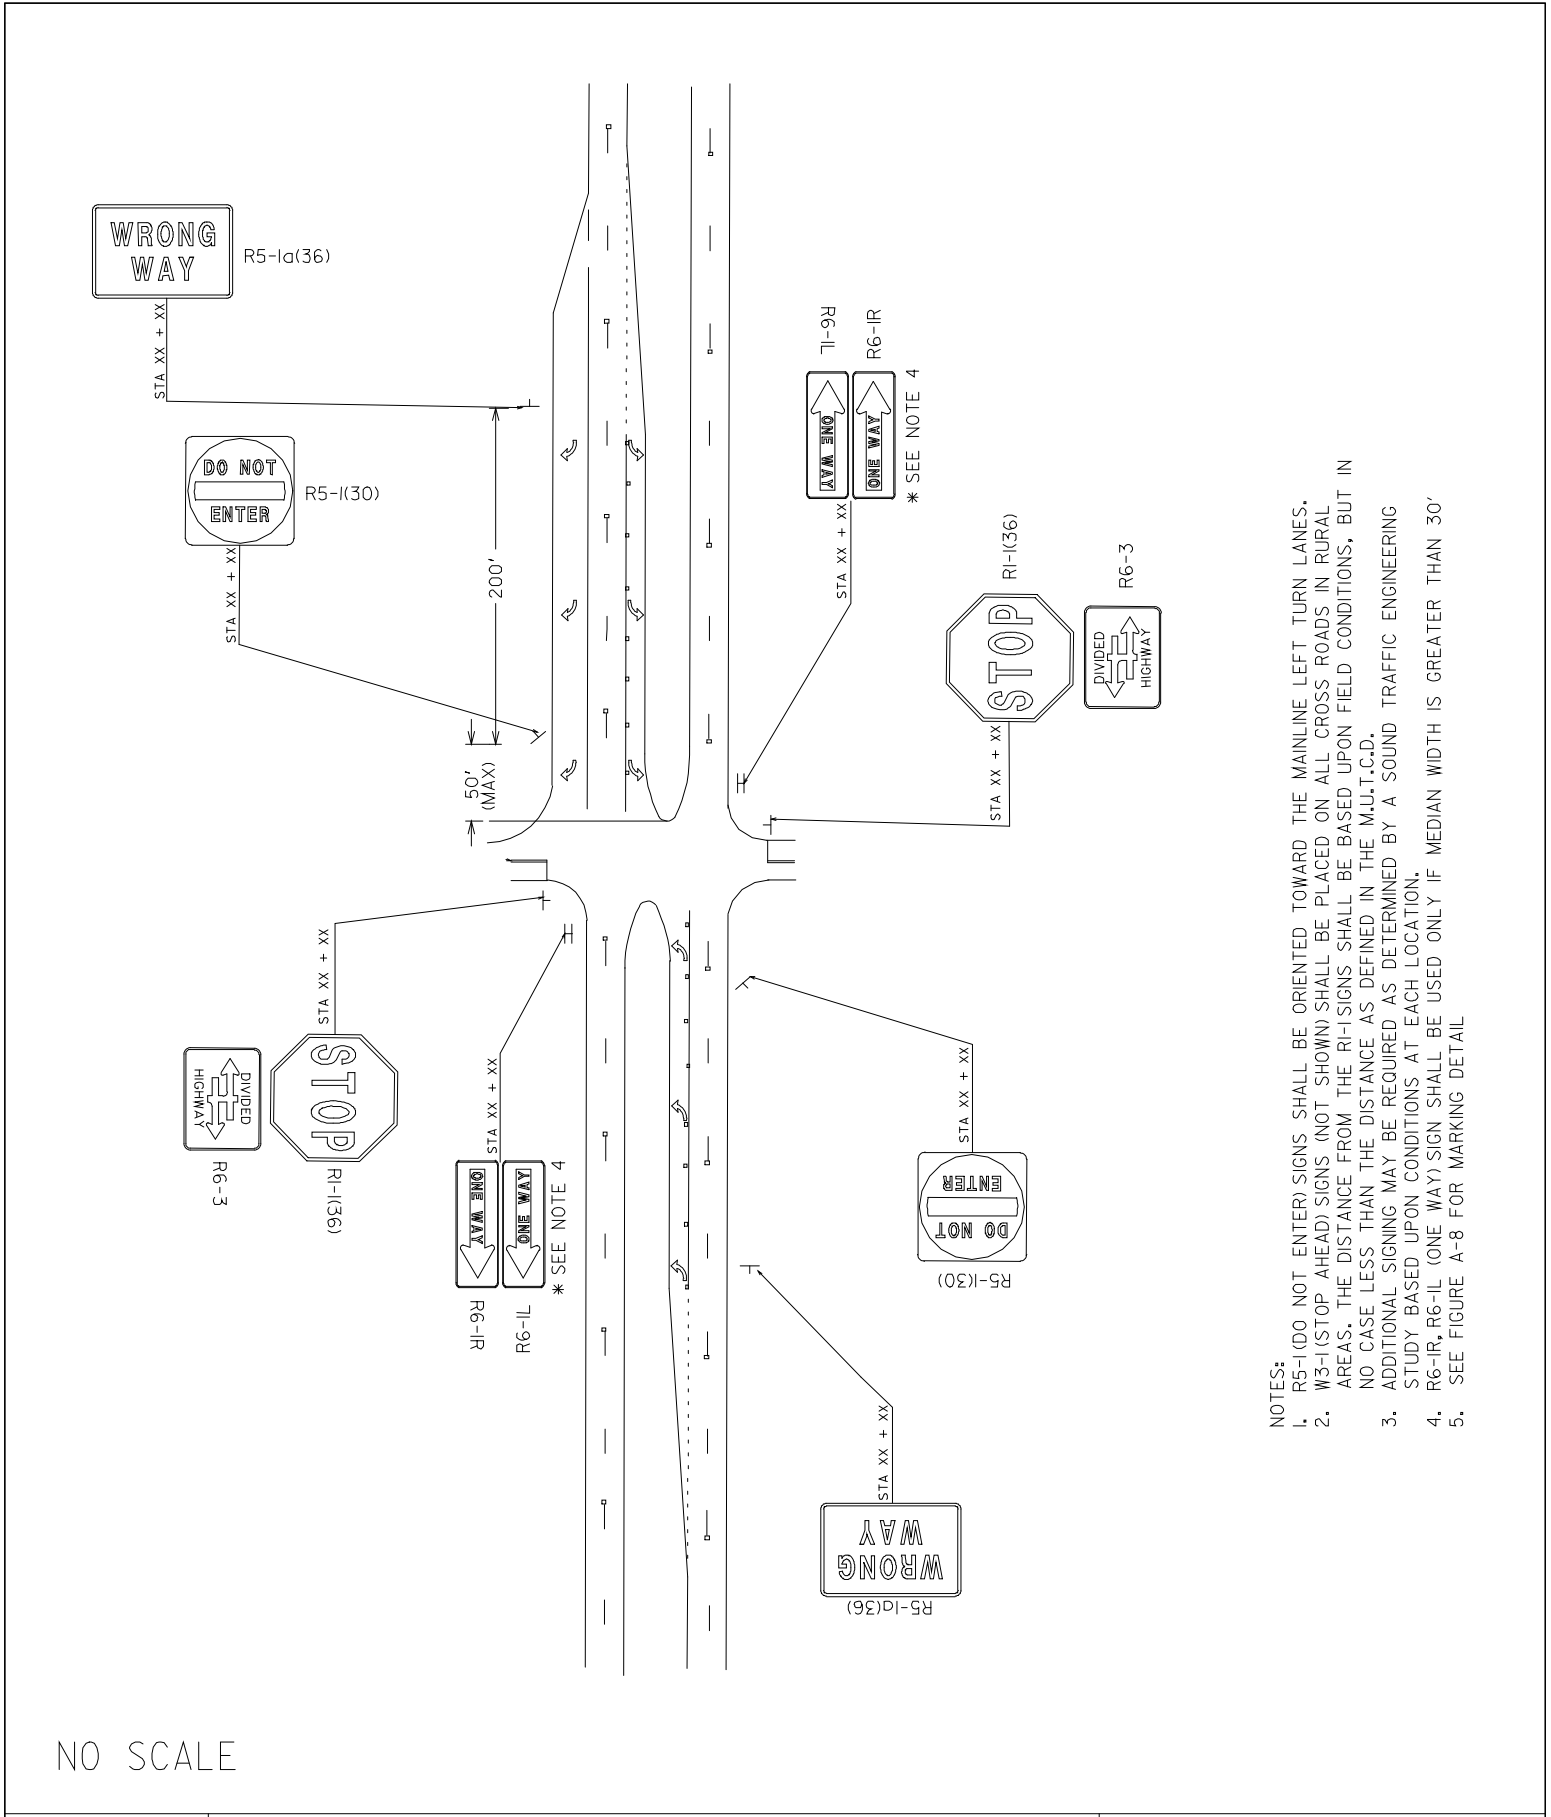 WRONG
WAY
R5-1a(36)
STA XX + XX
DO NOT
ENTER
R5-1(30)
STA XX + XX
200'
50'
(MAX)
R6-1L
R6-1R
ONE WAY
ONE WAY
* SEE NOTE 4
STA XX + XX
R1-1(36)
STOP
STA XX + XX
R6-3
DIVIDED
HIGHWAY
STA XX + XX
STOP
R1-1(36)
DIVIDED
HIGHWAY
R6-3
STA XX + XX
ONE WAY
ONE WAY
R6-1R
R6-1L
* SEE NOTE 4
STA XX + XX
DO NOT
ENTER
R5-1(30)
STA XX + XX
WRONG
WAY
R5-1a(36)
NOTES:
1. R5-1 (DO NOT ENTER) SIGNS SHALL BE ORIENTED TOWARD THE MAINLINE LEFT TURN LANES.
2. W3-1 (STOP AHEAD) SIGNS (NOT SHOWN) SHALL BE PLACED ON ALL CROSS ROADS IN RURAL
AREAS. THE DISTANCE FROM THE R1-1 SIGNS SHALL BE BASED UPON FIELD CONDITIONS, BUT IN
NO CASE LESS THAN THE DISTANCE AS DEFINED IN THE M.U.T.C.D.
3. ADDITIONAL SIGNING MAY BE REQUIRED AS DETERMINED BY A SOUND TRAFFIC ENGINEERING
STUDY BASED UPON CONDITIONS AT EACH LOCATION.
4. R6-1R, R6-1L (ONE WAY) SIGN SHALL BE USED ONLY IF MEDIAN WIDTH IS GREATER THAN 30'
5. SEE FIGURE A-8 FOR MARKING DETAIL
NO SCALE